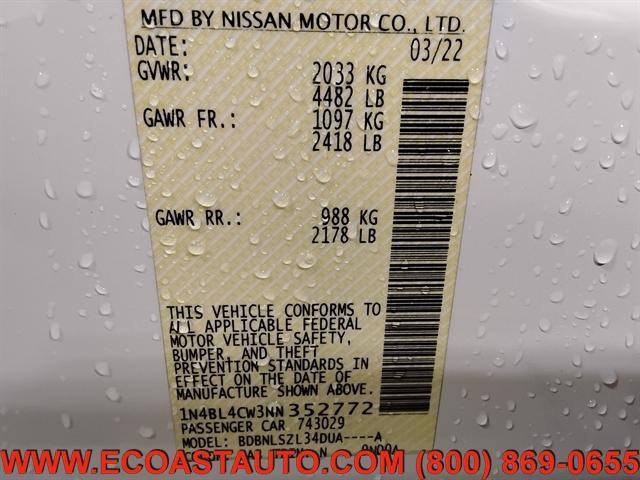 MFD BY NISSAN MOTOR CO., LTD.
DATE: 03/22
GVWR: 2033 KG
4482 LB
GAWR FR.: 1097 KG
2418 LB
GAWR RR.: 988 KG
2178 LB
THIS VEHICLE CONFORMS TO
ALL APPLICABLE FEDERAL
MOTOR VEHICLE SAFETY,
BUMPER, AND THEFT
PREVENTION STANDARDS IN
EFFECT ON THE DATE OF
MANUFACTURE SHOWN ABOVE.
1N4BL4CW3NN352772
PASSENGER CAR 743029
MODEL: BDBNLSZL34DUA----A
WWW.ECOASTAUTO.COM (800) 869-0655